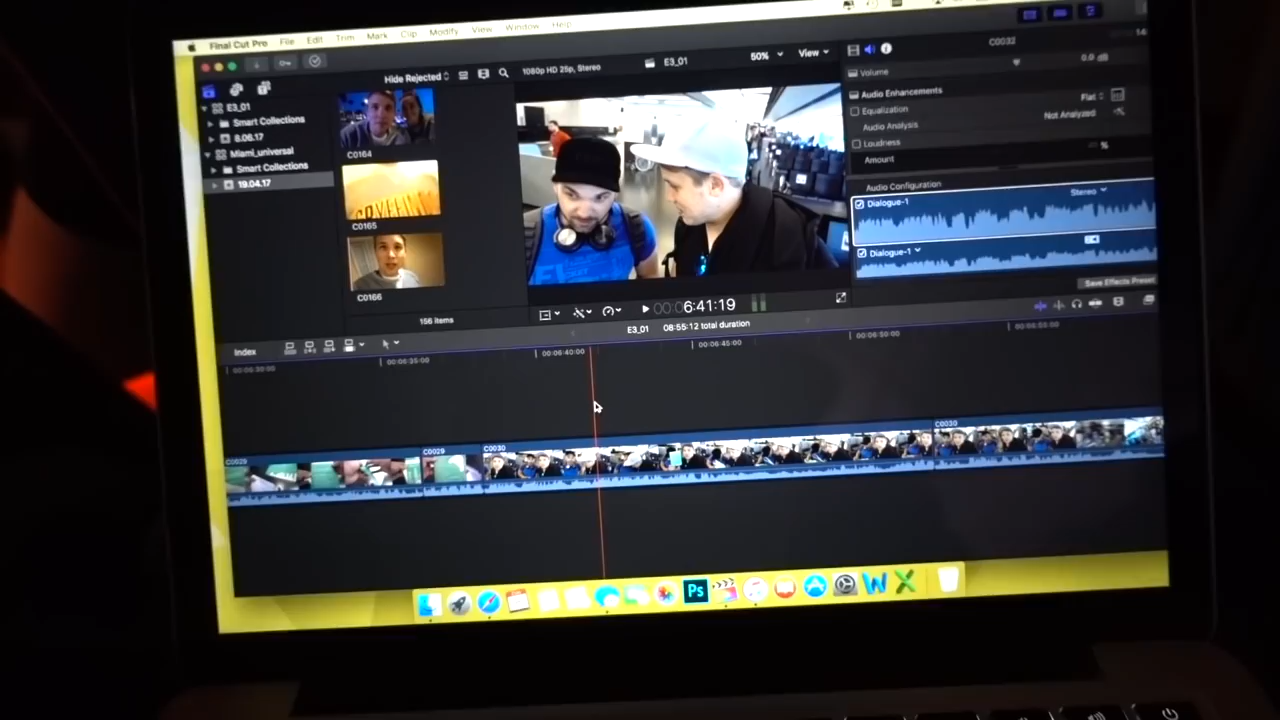 Final Cut Pro File Edit Trim Mark Clip Modify View Window Help
Hide Rejected
1080p HD 25p, Stereo
E3_01
50%
View
C0032
E3_01
Smart Collections
8.06.17
Miami_universal
Smart Collections
19.04.17
C0164
C0165
C0166
156 items
Volume
0.0 dB
Audio Enhancements
Equalization
Flat
Audio Analysis
Not Analyzed
Loudness
Amount
%
Audio Configuration
Stereo
Dialogue-1
Dialogue-1
Save Effects Preset
6:41:19
Index
E3_01
08:55:12 total duration
00:06:30:00
00:06:35:00
00:06:40:00
00:06:45:00
00:06:50:00
00:06:55:00
C0029
C0029
C0030
C0030
Ps
W
X